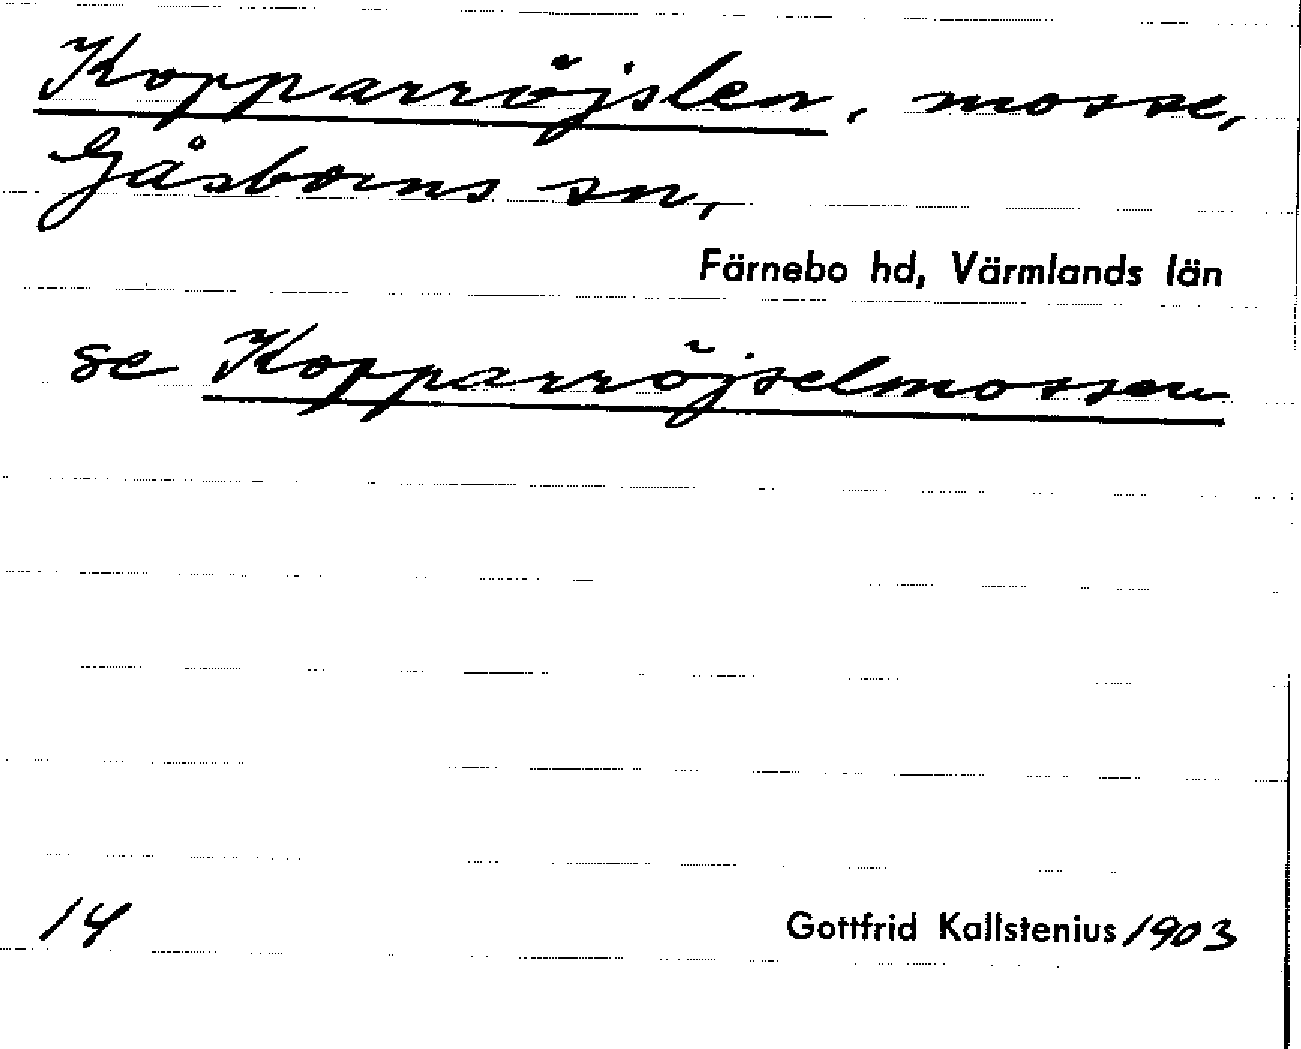 Kopparröjslen, mosse,
Gåsborns sn,
Färnebo hd, Värmlands län
se Kopparröjselmossen
14
Gottfrid Kallstenius 1903